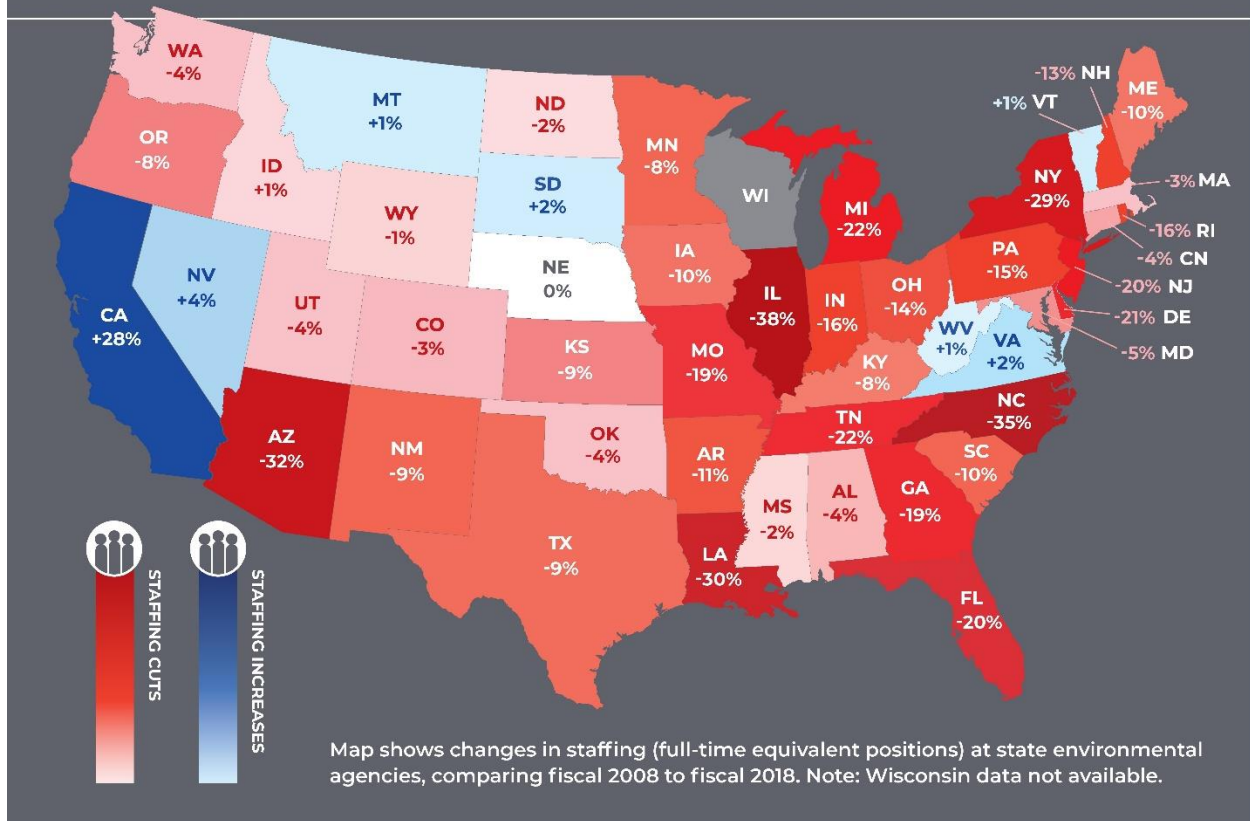 WA
-4%
OR
-8%
CA
+28%
NV
+4%
ID
+1%
MT
+1%
WY
-1%
UT
-4%
CO
-3%
AZ
-32%
NM
-9%
ND
-2%
SD
+2%
NE
0%
KS
-9%
OK
-4%
TX
-9%
MN
-8%
IA
-10%
MO
-19%
AR
-11%
LA
-30%
WI
IL
-38%
MI
-22%
IN
-16%
OH
-14%
KY
-8%
TN
-22%
MS
-2%
AL
-4%
GA
-19%
FL
-20%
SC
-10%
NC
-35%
WV
+1%
VA
+2%
PA
-15%
NY
-29%
+1% VT
-13% NH
ME
-10%
-3% MA
-16% RI
-4% CN
-20% NJ
-21% DE
-5% MD
STAFFING CUTS
STAFFING INCREASES
Map shows changes in staffing (full-time equivalent positions) at state environmental
agencies, comparing fiscal 2008 to fiscal 2018. Note: Wisconsin data not available.